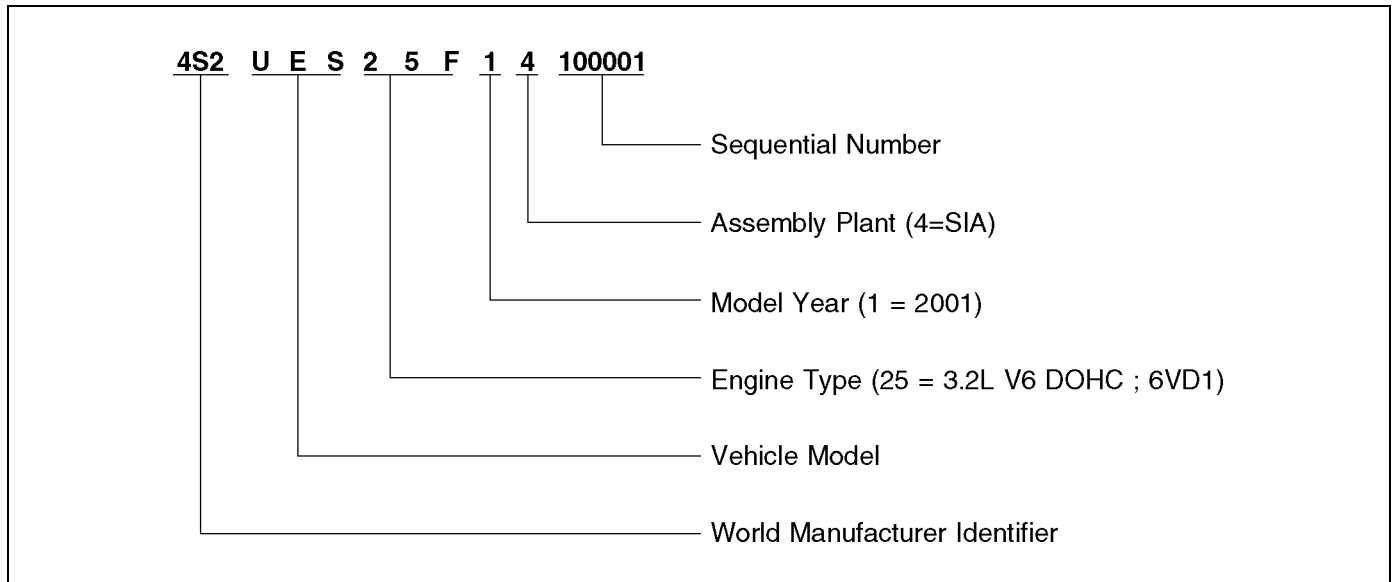 4S2 U E S 2 5 F 1 4 100001
Sequential Number
Assembly Plant (4=SIA)
Model Year (1 = 2001)
Engine Type (25 = 3.2L V6 DOHC ; 6VD1)
Vehicle Model
World Manufacturer Identifier